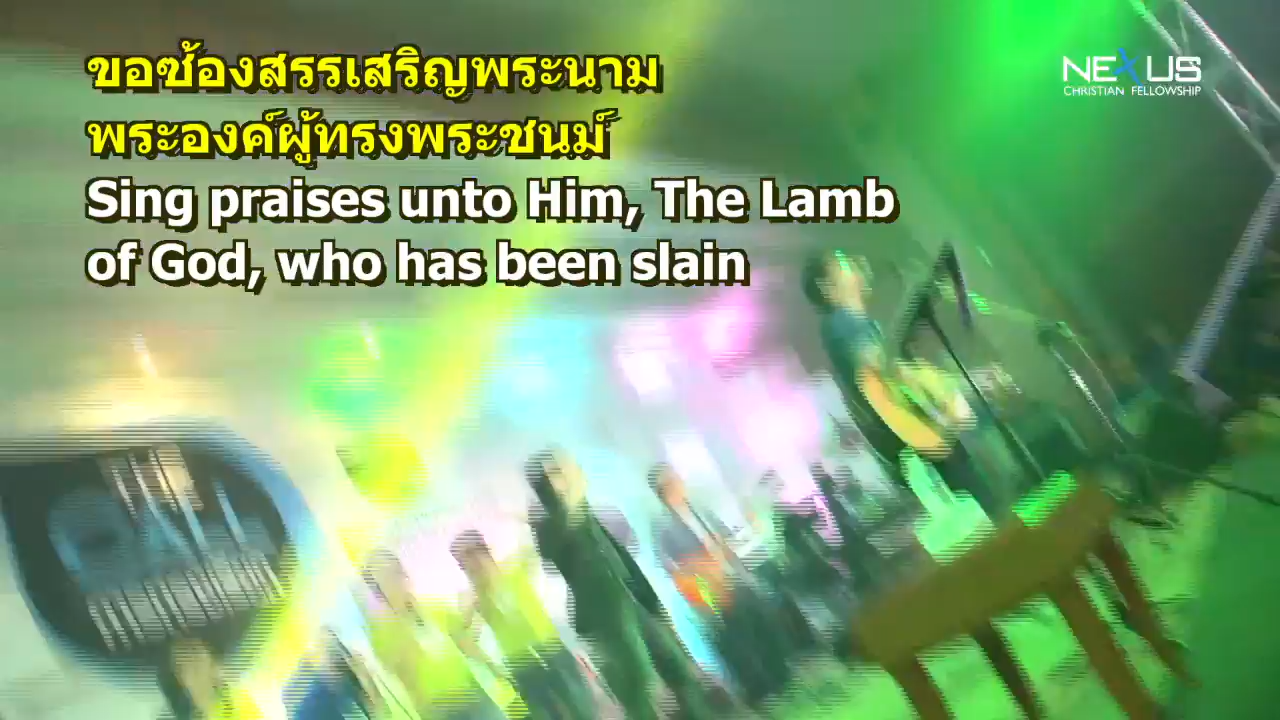 ขอซ้องสรรเสริญพระนาม
พระองค์ผู้ทรงพระชนม์
Sing praises unto Him, The Lamb
of God, who has been slain
NEXUS
CHRISTIAN FELLOWSHIP